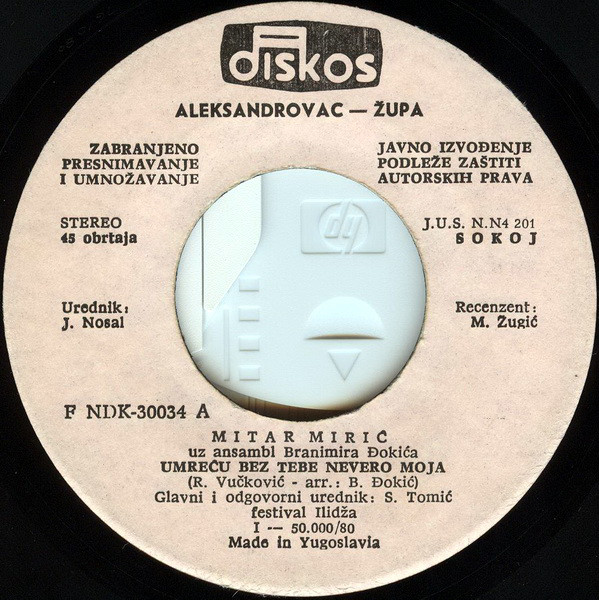 diskos
ALEKSANDROVAC — ŽUPA
ZABRANJENO
PRESNIMAVANJE
I UMNOŽAVANJE
JAVNO IZVOĐENJE
PODLEŽE ZAŠTITI
AUTORSKIH PRAVA
STEREO
45 obrtaja
J.U.S. N.N4 201
SOKOJ
hp
Urednik:
J. Nosal
Recenzent:
M. Žugić
F NDK-30034 A
MITAR MIRIĆ
uz ansambl Branimira Đokića
UMREĆU BEZ TEBE NEVERO MOJA
(R. Vučković - arr.: B. Đokić)
Glavni i odgovorni urednik: S. Tomić
festival Ilidža
I — 50.000/80
Made in Yugoslavia